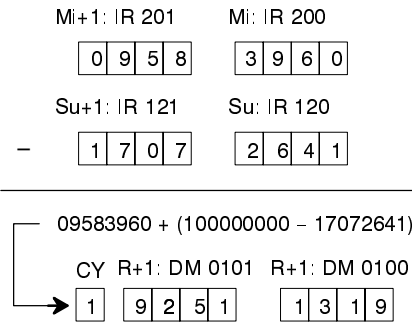 Mi+1: IR 201 Mi: IR 200
0 9 5 8 3 9 6 0
Su+1: IR 121 Su: IR 120
– 1 7 0 7 2 6 4 1
09583960 + (100000000 – 17072641)
CY R+1: DM 0101 R+1: DM 0100
1 9 2 5 1 1 3 1 9